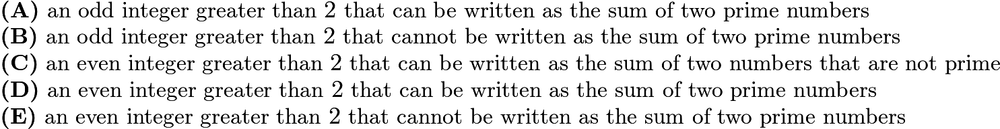 (A) an odd integer greater than 2 that can be written as the sum of two prime numbers
(B) an odd integer greater than 2 that cannot be written as the sum of two prime numbers
(C) an even integer greater than 2 that can be written as the sum of two numbers that are not prime
(D) an even integer greater than 2 that can be written as the sum of two prime numbers
(E) an even integer greater than 2 that cannot be written as the sum of two prime numbers